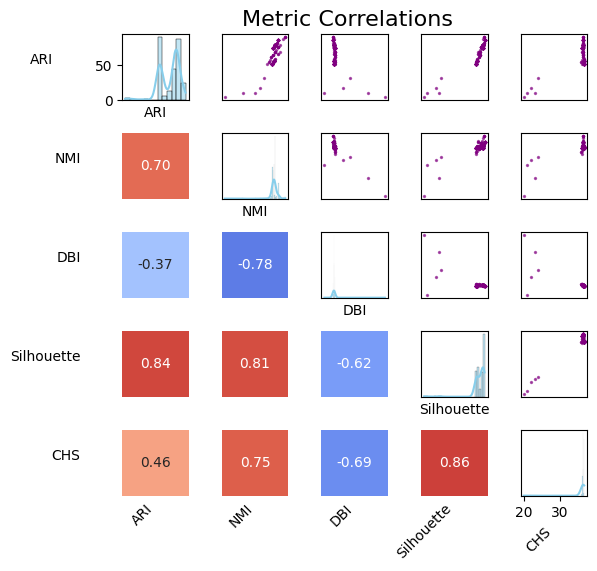 Metric Correlations
ARI
50
0
ARI
NMI
0.70
NMI
DBI
-0.37
-0.78
DBI
Silhouette
0.84
0.81
-0.62
Silhouette
CHS
0.46
0.75
-0.69
0.86
20
30
ARI
NMI
DBI
Silhouette
CHS